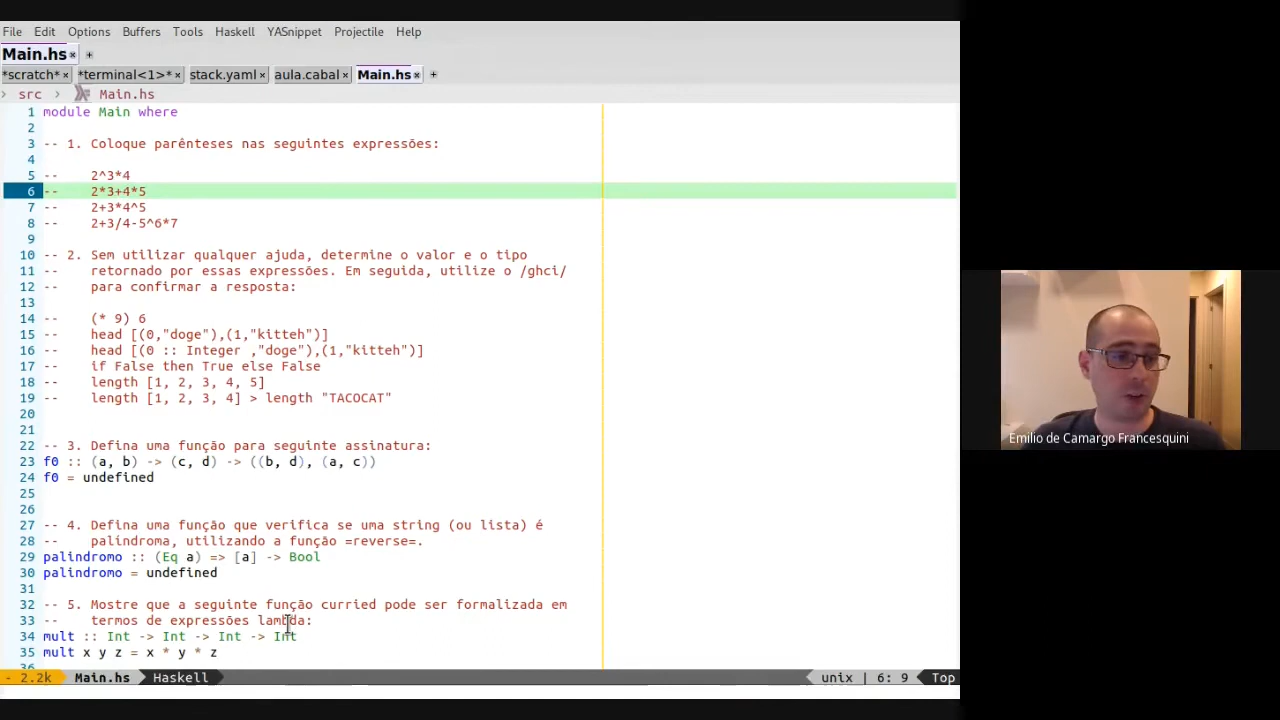 File Edit Options Buffers Tools Haskell YASnippet Projectile Help
Main.hs × +
*scratch* × *terminal<1>* × stack.yaml × aula.cabal × Main.hs × +
> src > Main.hs
1 module Main where
2
3 -- 1. Coloque parênteses nas seguintes expressões:
4
5 -- 2^3*4
6 -- 2*3+4*5
7 -- 2+3*4^5
8 -- 2+3/4-5^6*7
9
10 -- 2. Sem utilizar qualquer ajuda, determine o valor e o tipo
11 -- retornado por essas expressões. Em seguida, utilize o /ghci/
12 -- para confirmar a resposta:
13
14 -- (* 9) 6
15 -- head [(0,"doge"),(1,"kitteh")]
16 -- head [(0 :: Integer ,"doge"),(1,"kitteh")]
17 -- if False then True else False
18 -- length [1, 2, 3, 4, 5]
19 -- length [1, 2, 3, 4] > length "TACOCAT"
20
21
22 -- 3. Defina uma função para seguinte assinatura:
23 f0 :: (a, b) -> (c, d) -> ((b, d), (a, c))
24 f0 = undefined
25
26
27 -- 4. Defina uma função que verifica se uma string (ou lista) é
28 -- palindroma, utilizando a função =reverse=.
29 palindromo :: (Eq a) => [a] -> Bool
30 palindromo = undefined
31
32 -- 5. Mostre que a seguinte função curried pode ser formalizada em
33 -- termos de expressões lambda:
34 mult :: Int -> Int -> Int -> Int
35 mult x y z = x * y * z
36
- 2.2k Main.hs Haskell unix | 6: 9 Top
Emilio de Camargo Francesquini